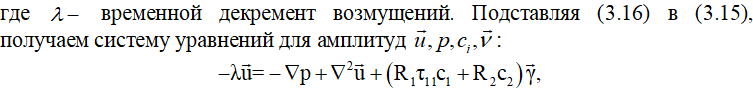 где λ – временной декремент возмущений. Подставляя (3.16) в (3.15),
получаем систему уравнений для амплитуд u⃗, p, cᵢ, ν⃗ :
−λu⃗= − ∇p + ∇²u⃗ + (R₁τ₁₁c₁ + R₂c₂)γ⃗,